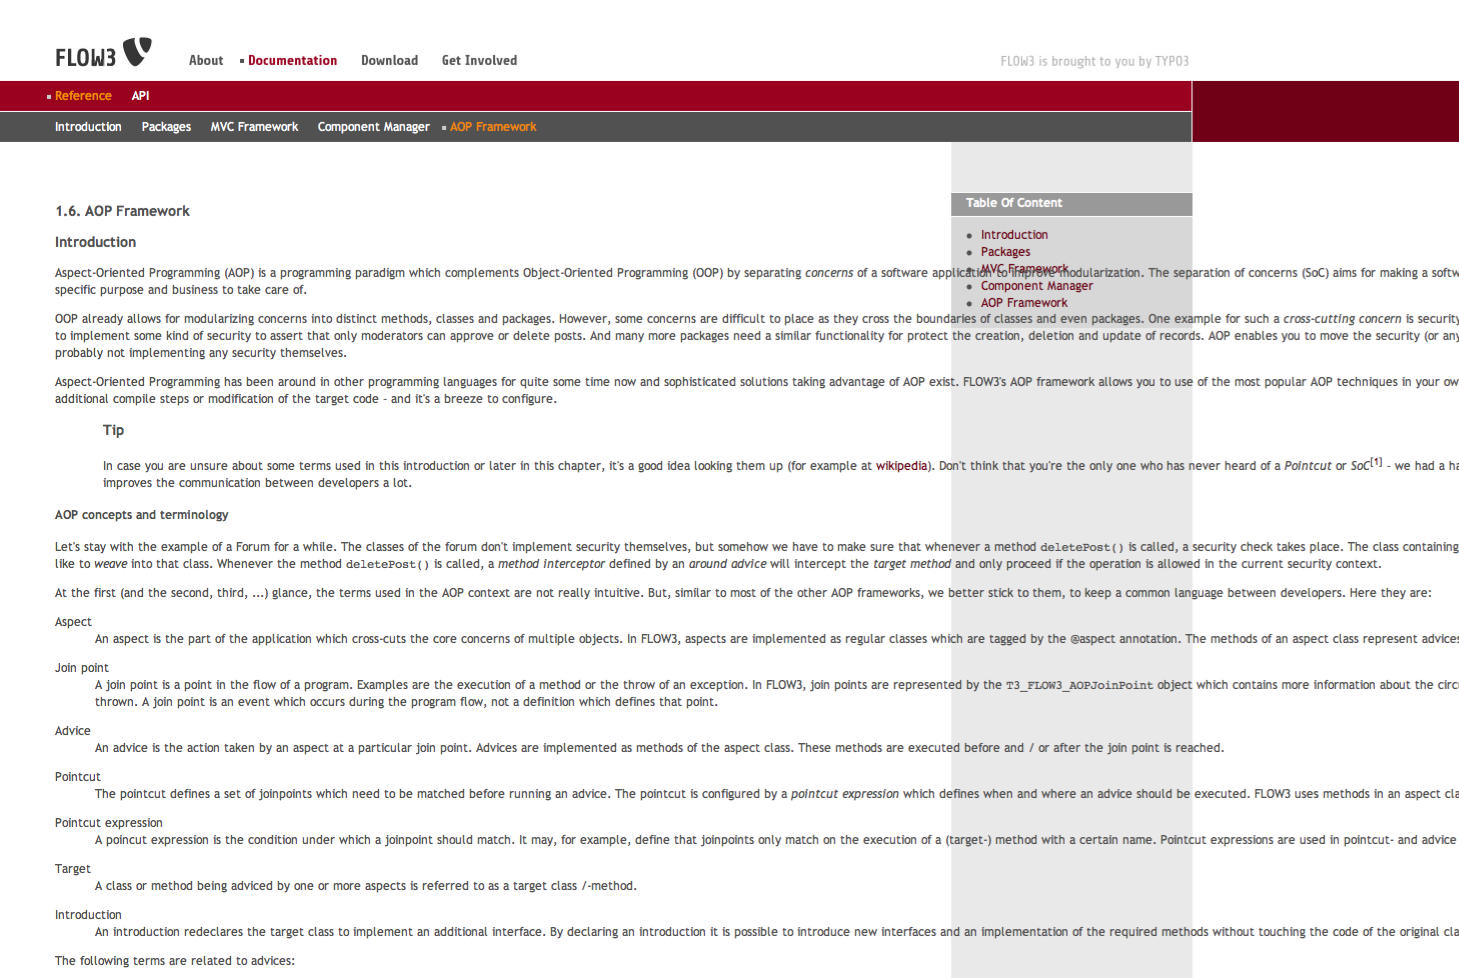 FLOW3
About Documentation Download Get Involved
FLOW3 is brought to you by TYPO3
Reference API
Introduction Packages MVC Framework Component Manager AOP Framework
1.6. AOP Framework
Table Of Content
Introduction
Packages
MVC Framework
Component Manager
AOP Framework
Introduction
Aspect-Oriented Programming (AOP) is a programming paradigm which complements Object-Oriented Programming (OOP) by separating concerns of a software application to improve modularization. The separation of concerns (SoC) aims for making a softw
specific purpose and business to take care of.
OOP already allows for modularizing concerns into distinct methods, classes and packages. However, some concerns are difficult to place as they cross the boundaries of classes and even packages. One example for such a cross-cutting concern is security
to implement some kind of security to assert that only moderators can approve or delete posts. And many more packages need a similar functionality for protect the creation, deletion and update of records. AOP enables you to move the security (or any
probably not implementing any security themselves.
Aspect-Oriented Programming has been around in other programming languages for quite some time now and sophisticated solutions taking advantage of AOP exist. FLOW3's AOP framework allows you to use of the most popular AOP techniques in your ow
additional compile steps or modification of the target code - and it's a breeze to configure.
Tip
In case you are unsure about some terms used in this introduction or later in this chapter, it's a good idea looking them up (for example at wikipedia). Don't think that you're the only one who has never heard of a Pointcut or SoC[1] - we had a ha
improves the communication between developers a lot.
AOP concepts and terminology
Let's stay with the example of a Forum for a while. The classes of the forum don't implement security themselves, but somehow we have to make sure that whenever a method deletePost() is called, a security check takes place. The class containing
like to weave into that class. Whenever the method deletePost() is called, a method interceptor defined by an around advice will intercept the target method and only proceed if the operation is allowed in the current security context.
At the first (and the second, third, ...) glance, the terms used in the AOP context are not really intuitive. But, similar to most of the other AOP frameworks, we better stick to them, to keep a common language between developers. Here they are:
Aspect
An aspect is the part of the application which cross-cuts the core concerns of multiple objects. In FLOW3, aspects are implemented as regular classes which are tagged by the @aspect annotation. The methods of an aspect class represent advices
Join point
A join point is a point in the flow of a program. Examples are the execution of a method or the throw of an exception. In FLOW3, join points are represented by the T3_FLOW3_AOPJoinPoint object which contains more information about the circu
thrown. A join point is an event which occurs during the program flow, not a definition which defines that point.
Advice
An advice is the action taken by an aspect at a particular join point. Advices are implemented as methods of the aspect class. These methods are executed before and / or after the join point is reached.
Pointcut
The pointcut defines a set of joinpoints which need to be matched before running an advice. The pointcut is configured by a pointcut expression which defines when and where an advice should be executed. FLOW3 uses methods in an aspect cla
Pointcut expression
A poincut expression is the condition under which a joinpoint should match. It may, for example, define that joinpoints only match on the execution of a (target-) method with a certain name. Pointcut expressions are used in pointcut- and advice
Target
A class or method being adviced by one or more aspects is referred to as a target class /-method.
Introduction
An introduction redeclares the target class to implement an additional interface. By declaring an introduction it is possible to introduce new interfaces and an implementation of the required methods without touching the code of the original cla
The following terms are related to advices: